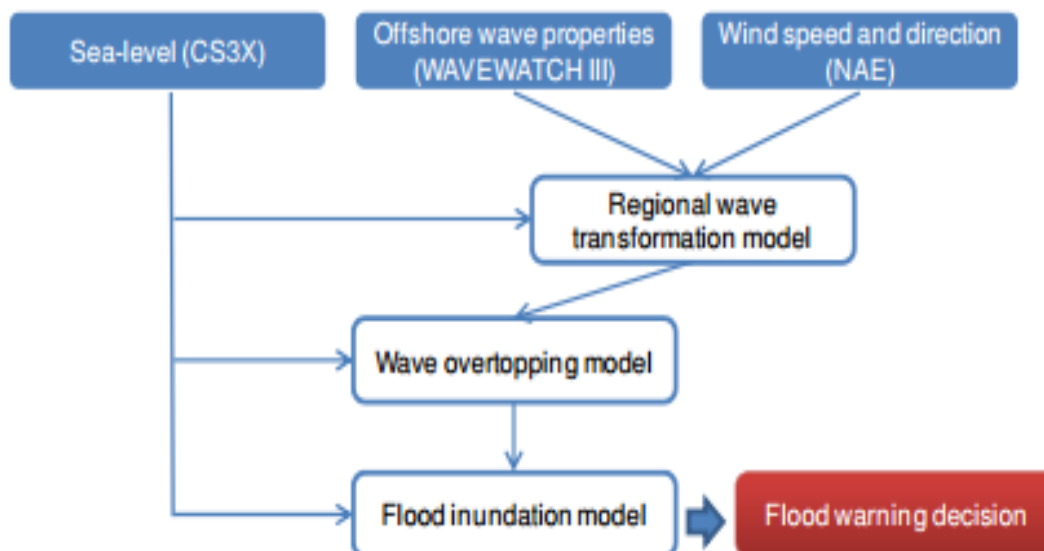 Sea-level (CS3X)
Offshore wave properties
(WAVEWATCH III)
Wind speed and direction
(NAE)
Regional wave
transformation model
Wave overtopping model
Flood inundation model
Flood warning decision